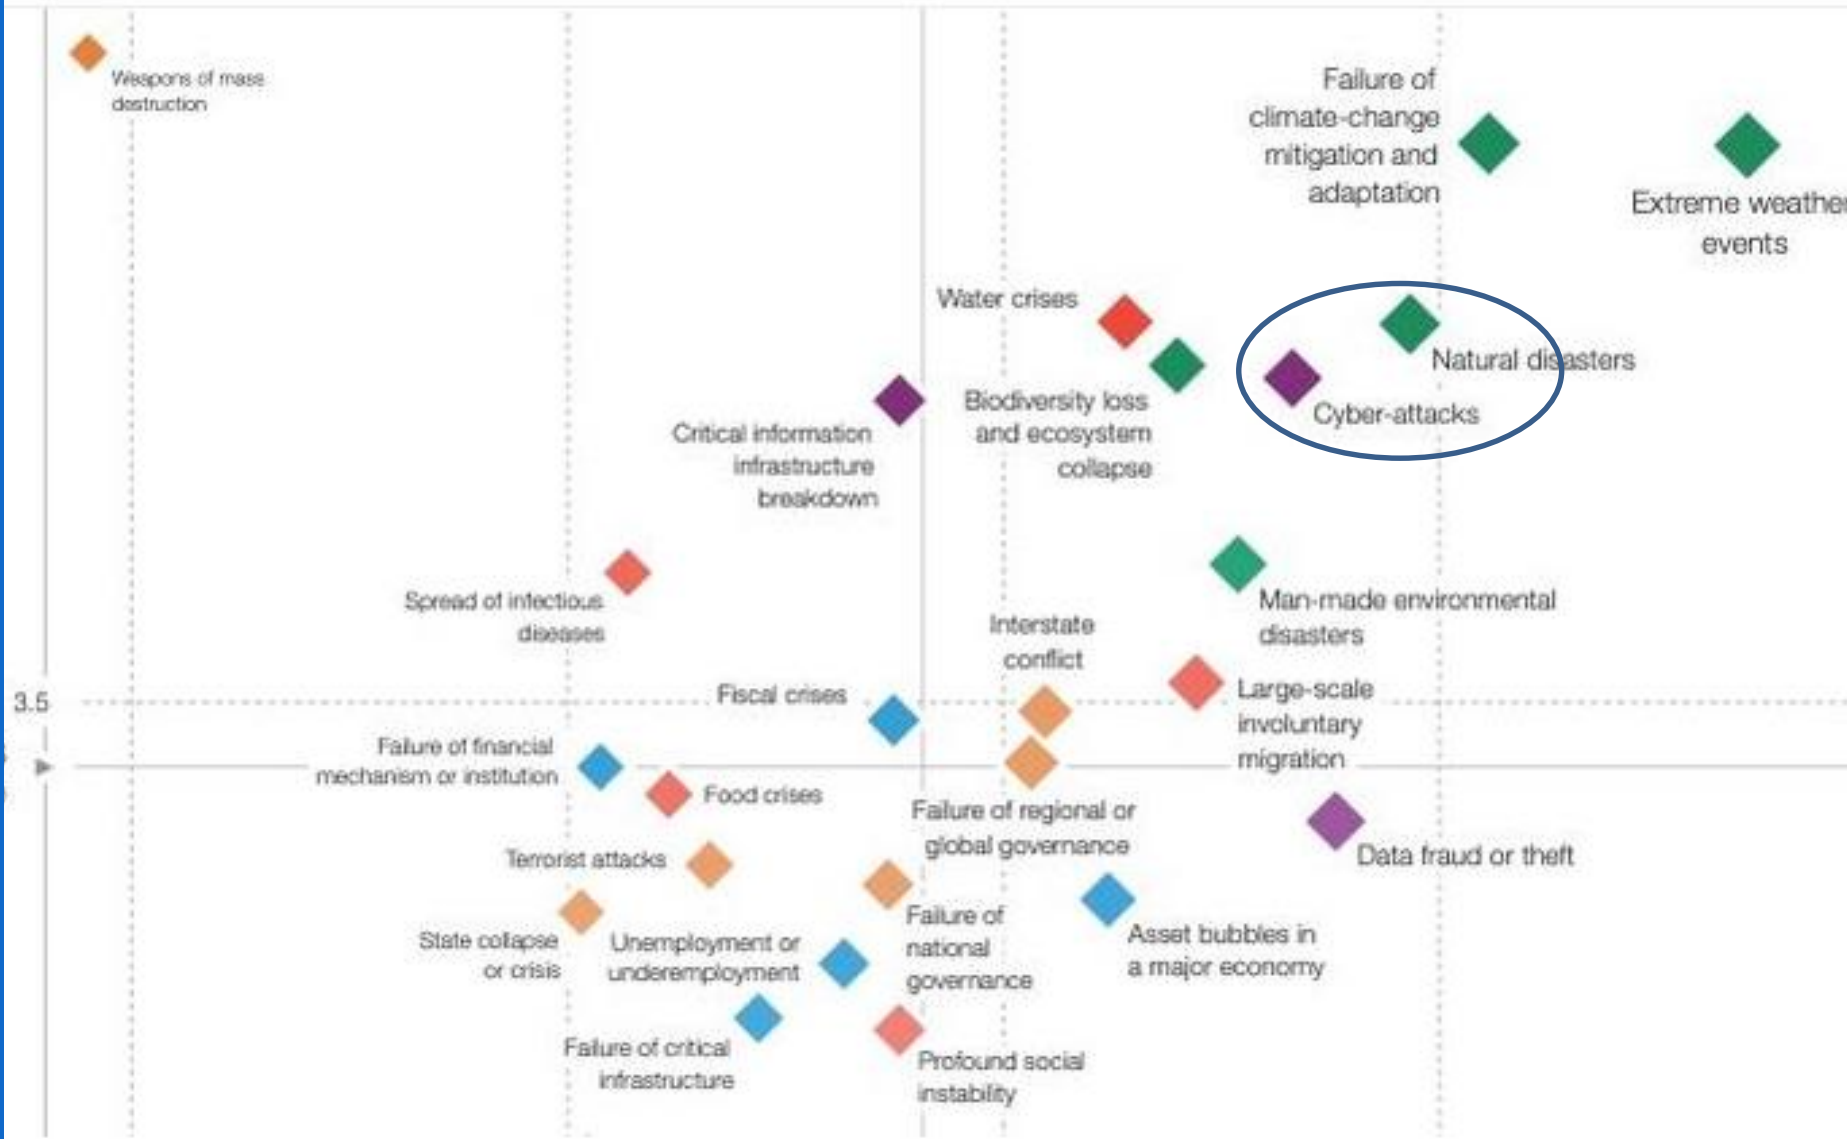 Weapons of mass
destruction
Failure of
climate-change
mitigation and
adaptation
Extreme weather
events
Water crises
Natural disasters
Cyber-attacks
Biodiversity loss
and ecosystem
collapse
Critical information
infrastructure
breakdown
Spread of infectious
diseases
Man-made environmental
disasters
Interstate
conflict
Large-scale
involuntary
migration
3.5
Fiscal crises
Failure of financial
mechanism or institution
Food crises
Failure of regional or
global governance
Data fraud or theft
Terrorist attacks
Failure of
national
governance
Asset bubbles in
a major economy
State collapse
or crisis
Unemployment or
underemployment
Failure of critical
infrastructure
Profound social
instability